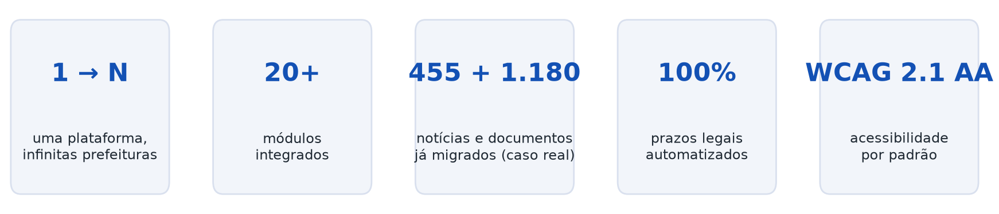 1 → N
uma plataforma,
infinitas prefeituras
20+
módulos
integrados
455 + 1.180
notícias e documentos
já migrados (caso real)
100%
prazos legais
automatizados
WCAG 2.1 AA
acessibilidade
por padrão